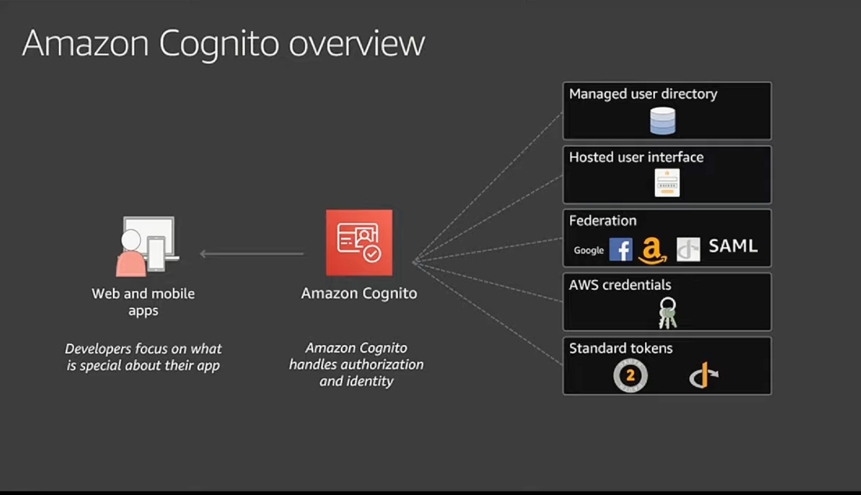 Amazon Cognito overview
Managed user directory
Hosted user interface
Federation
Google
f
a
SAML
AWS credentials
Standard tokens
2
Web and mobile
apps
Developers focus on what
is special about their app
Amazon Cognito
Amazon Cognito
handles authorization
and identity